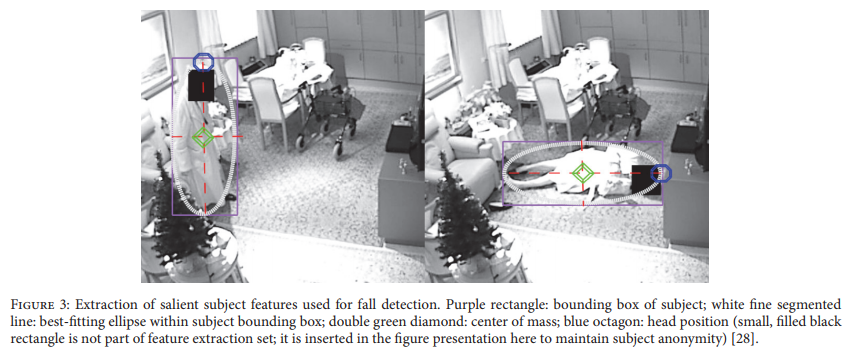 FIGURE 3: Extraction of salient subject features used for fall detection. Purple rectangle: bounding box of subject; white fine segmented
line: best-fitting ellipse within subject bounding box; double green diamond: center of mass; blue octagon: head position (small, filled black
rectangle is not part of feature extraction set; it is inserted in the figure presentation here to maintain subject anonymity) [28].